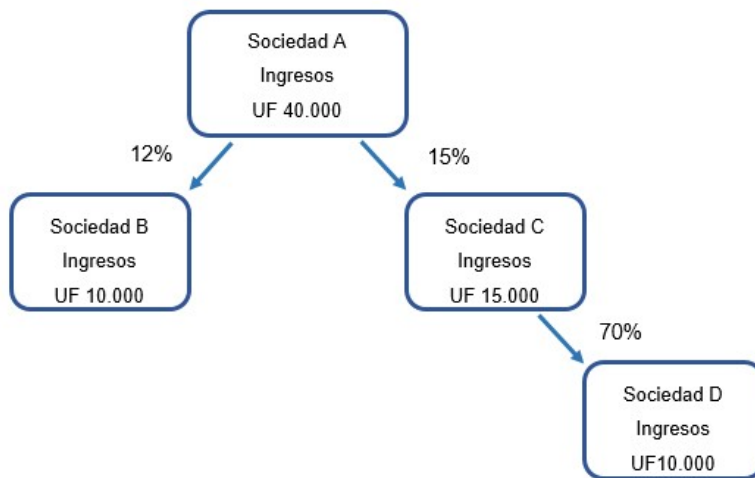 Sociedad A
Ingresos
UF 40.000
12%
15%
Sociedad B
Ingresos
UF 10.000
Sociedad C
Ingresos
UF 15.000
70%
Sociedad D
Ingresos
UF10.000